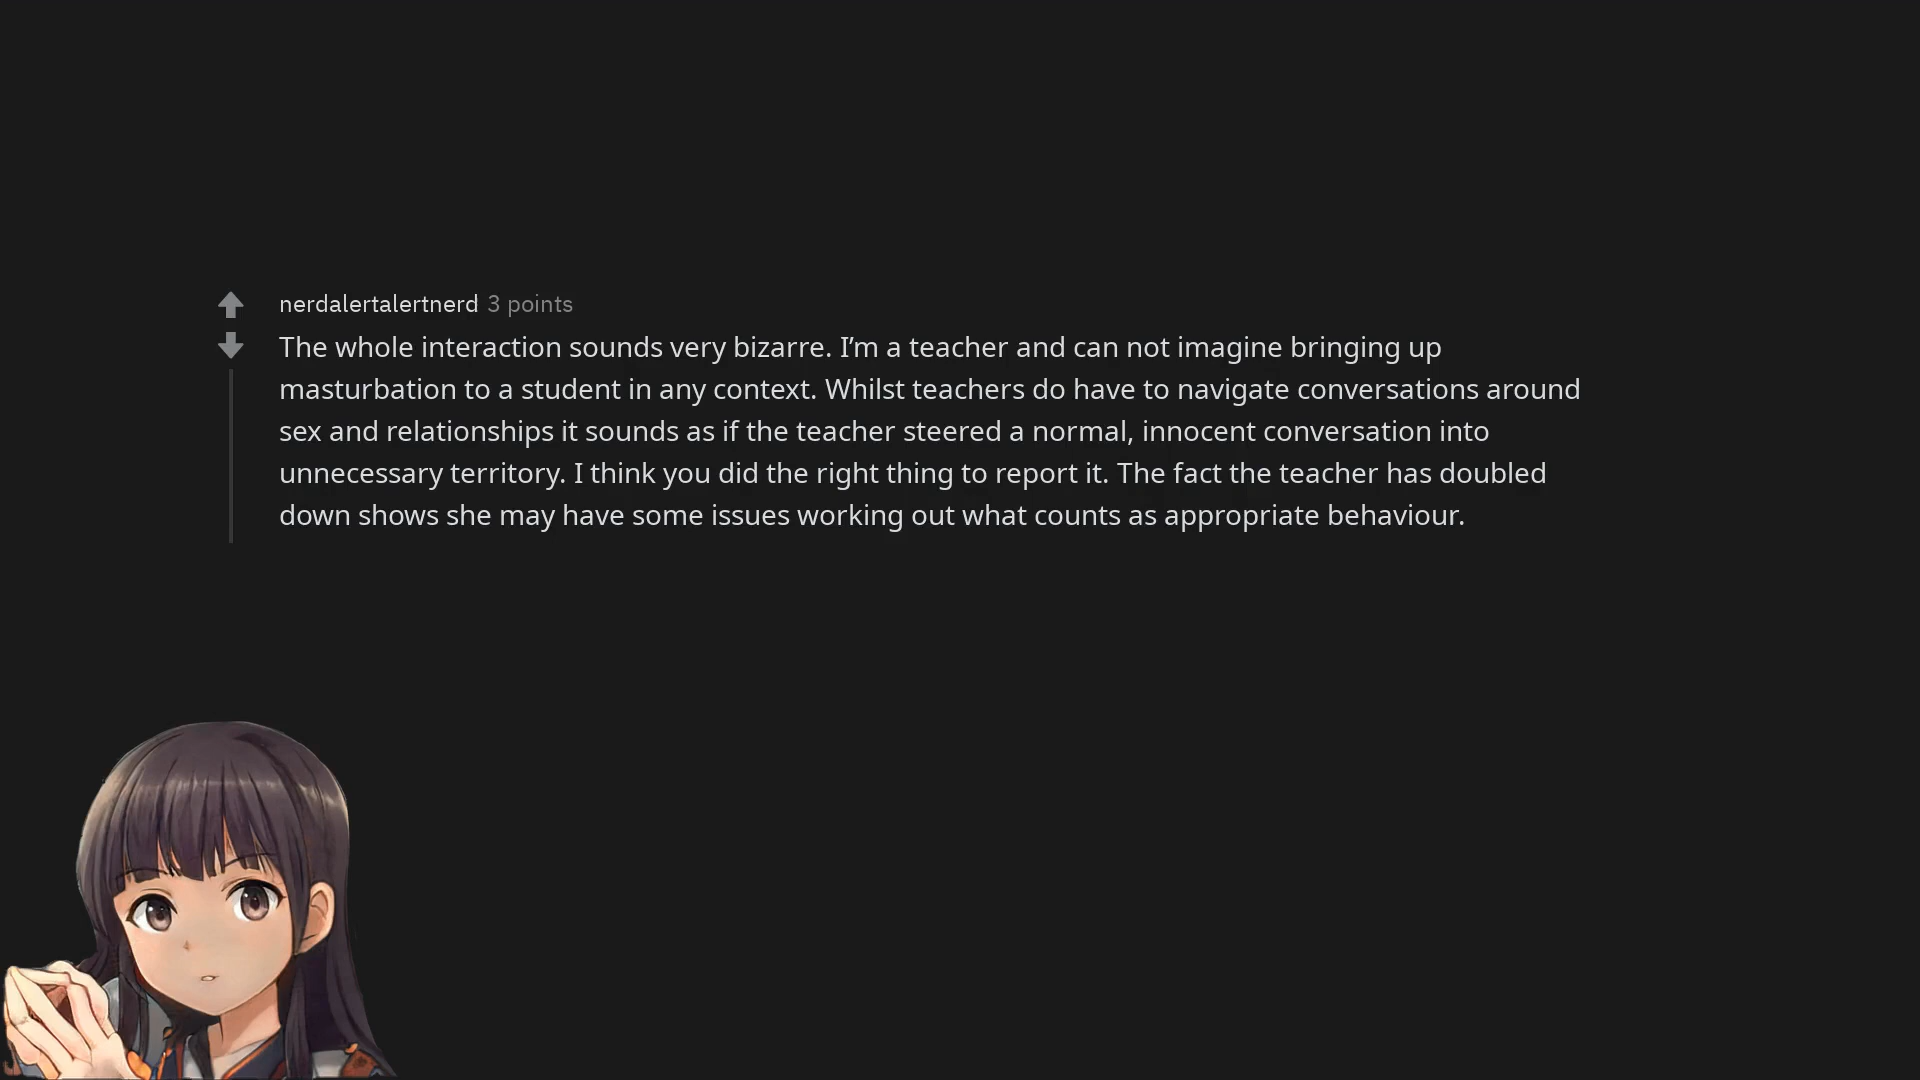 nerdalertalertnerd 3 points
The whole interaction sounds very bizarre. I’m a teacher and can not imagine bringing up
masturbation to a student in any context. Whilst teachers do have to navigate conversations around
sex and relationships it sounds as if the teacher steered a normal, innocent conversation into
unnecessary territory. I think you did the right thing to report it. The fact the teacher has doubled
down shows she may have some issues working out what counts as appropriate behaviour.